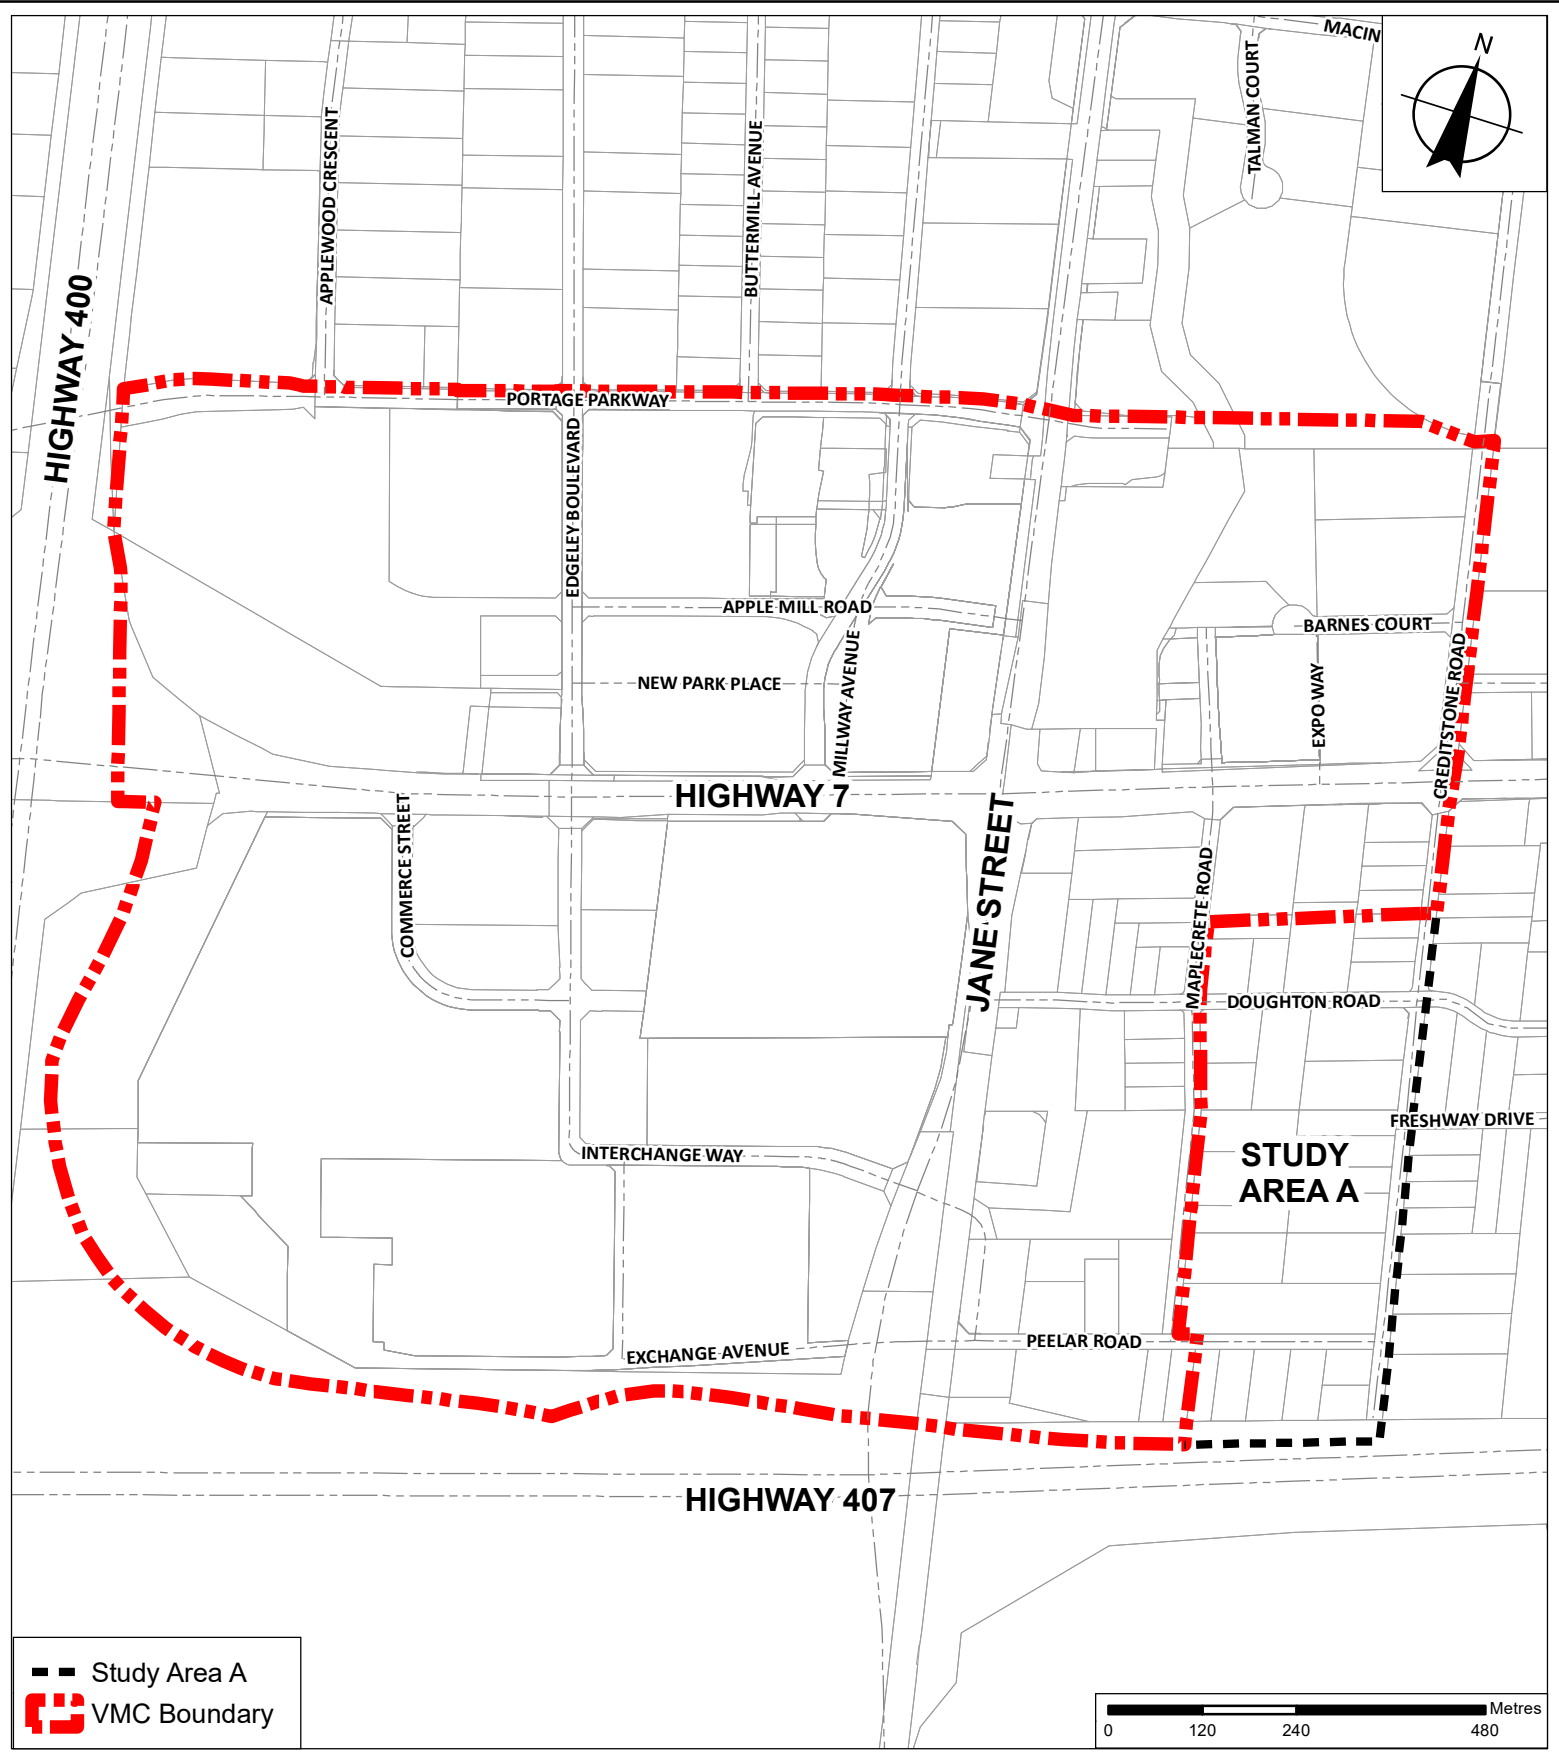 MACIN
N
TALMAN COURT
APPLEWOOD CRESCENT
BUTTERMILL AVENUE
HIGHWAY 400
PORTAGE PARKWAY
EDGELEY BOULEVARD
APPLE MILL ROAD
BARNES COURT
NEW PARK PLACE
MILLWAY AVENUE
EXPO WAY
CREDITSTONE ROAD
HIGHWAY 7
COMMERCE STREET
JANE STREET
MAPLECRETE ROAD
DOUGHTON ROAD
FRESHWAY DRIVE
INTERCHANGE WAY
STUDY
AREA A
PEELAR ROAD
EXCHANGE AVENUE
HIGHWAY 407
Study Area A
VMC Boundary
Metres
0 120 240 480